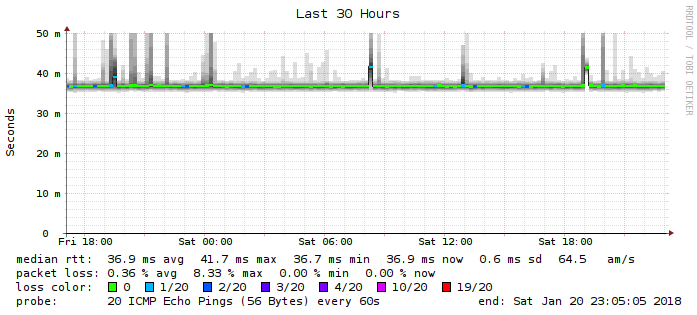 Last 30 Hours
RRDTOOL / TOBI OETIKER
Seconds
50 m
40 m
30 m
20 m
10 m
0
Fri 18:00 Sat 00:00 Sat 06:00 Sat 12:00 Sat 18:00
median rtt: 36.9 ms avg 41.7 ms max 36.7 ms min 36.9 ms now 0.6 ms sd 64.5 am/s
packet loss: 0.36 % avg 8.33 % max 0.00 % min 0.00 % now
loss color: 0 1/20 2/20 3/20 4/20 10/20 19/20
probe: 20 ICMP Echo Pings (56 Bytes) every 60s end: Sat Jan 20 23:05:05 2018